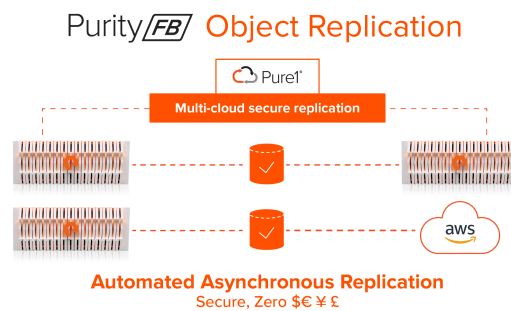 Purity FB Object Replication
Pure1®
Multi-cloud secure replication
aws
Automated Asynchronous Replication
Secure, Zero $€¥£